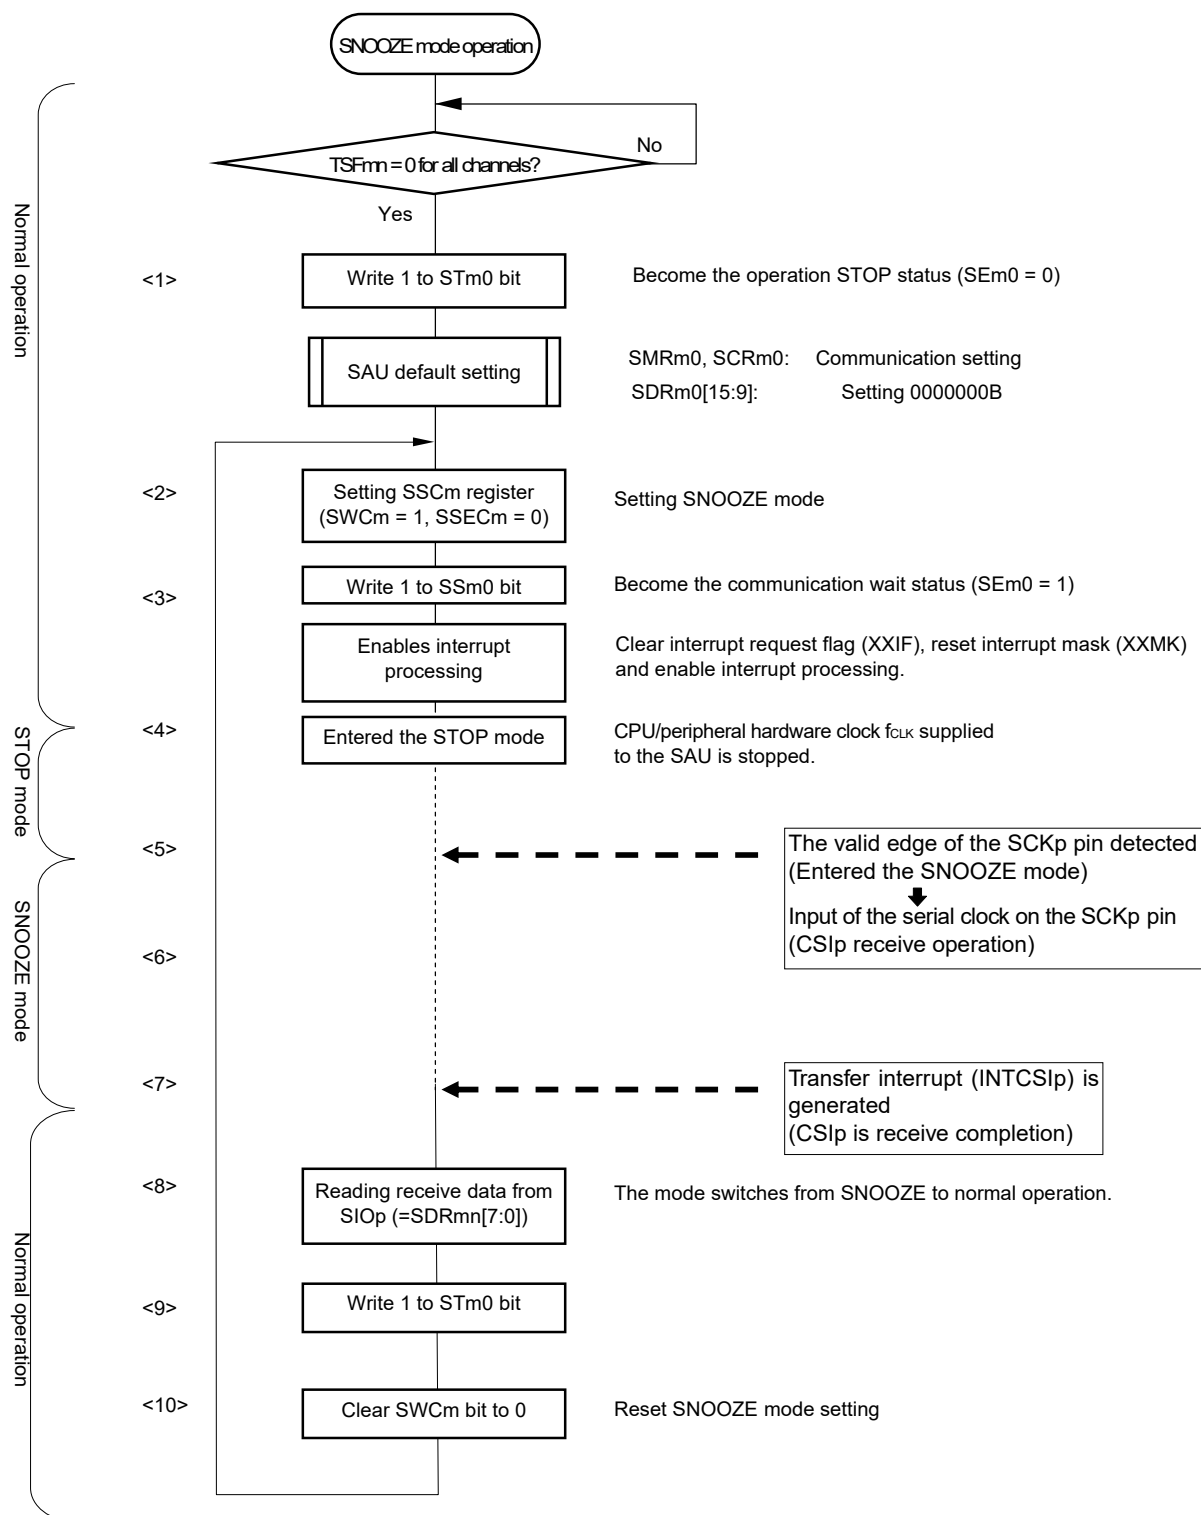 SNOOZE mode operation
No
TSFmn = 0 for all channels?
Yes
Normal operation
<1>
Write 1 to STm0 bit
Become the operation STOP status (SEm0 = 0)
SAU default setting
SMRm0, SCRm0: Communication setting
SDRm0[15:9]: Setting 0000000B
<2>
Setting SSCm register
(SWCm = 1, SSECm = 0)
Setting SNOOZE mode
<3>
Write 1 to SSm0 bit
Become the communication wait status (SEm0 = 1)
Enables interrupt
processing
Clear interrupt request flag (XXIF), reset interrupt mask (XXMK)
and enable interrupt processing.
STOP mode
<4>
Entered the STOP mode
CPU/peripheral hardware clock fCLK supplied
to the SAU is stopped.
<5>
The valid edge of the SCKp pin detected
(Entered the SNOOZE mode)
Input of the serial clock on the SCKp pin
(CSIp receive operation)
SNOOZE mode
<6>
<7>
Transfer interrupt (INTCSIp) is
generated
(CSIp is receive completion)
<8>
Reading receive data from
SIOp (=SDRmn[7:0])
The mode switches from SNOOZE to normal operation.
Normal operation
<9>
Write 1 to STm0 bit
<10>
Clear SWCm bit to 0
Reset SNOOZE mode setting